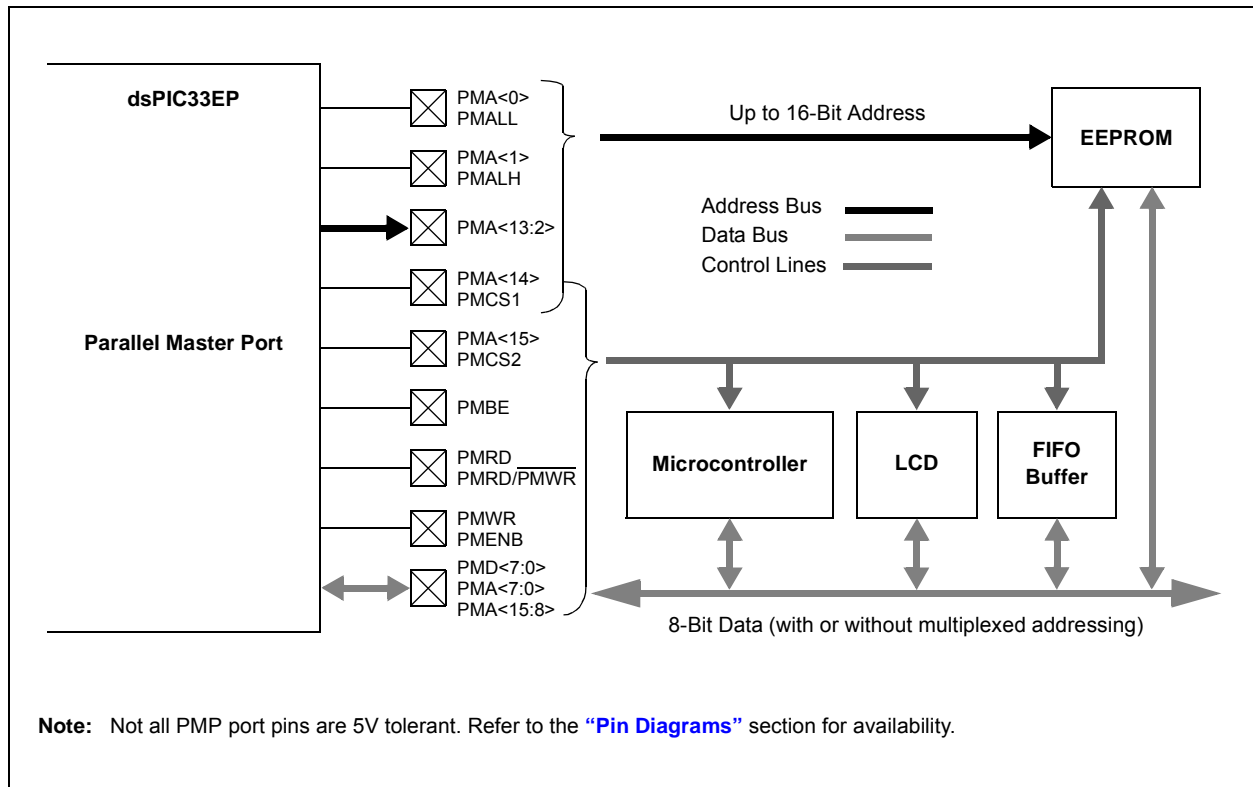 dsPIC33EP
Parallel Master Port
PMA<0>
PMALL
PMA<1>
PMALH
PMA<13:2>
PMA<14>
PMCS1
PMA<15>
PMCS2
PMBE
PMRD
PMRD/PMWR
PMWR
PMENB
PMD<7:0>
PMA<7:0>
PMA<15:8>
Up to 16-Bit Address
EEPROM
Address Bus
Data Bus
Control Lines
Microcontroller
LCD
FIFO
Buffer
8-Bit Data (with or without multiplexed addressing)
Note: Not all PMP port pins are 5V tolerant. Refer to the “Pin Diagrams” section for availability.